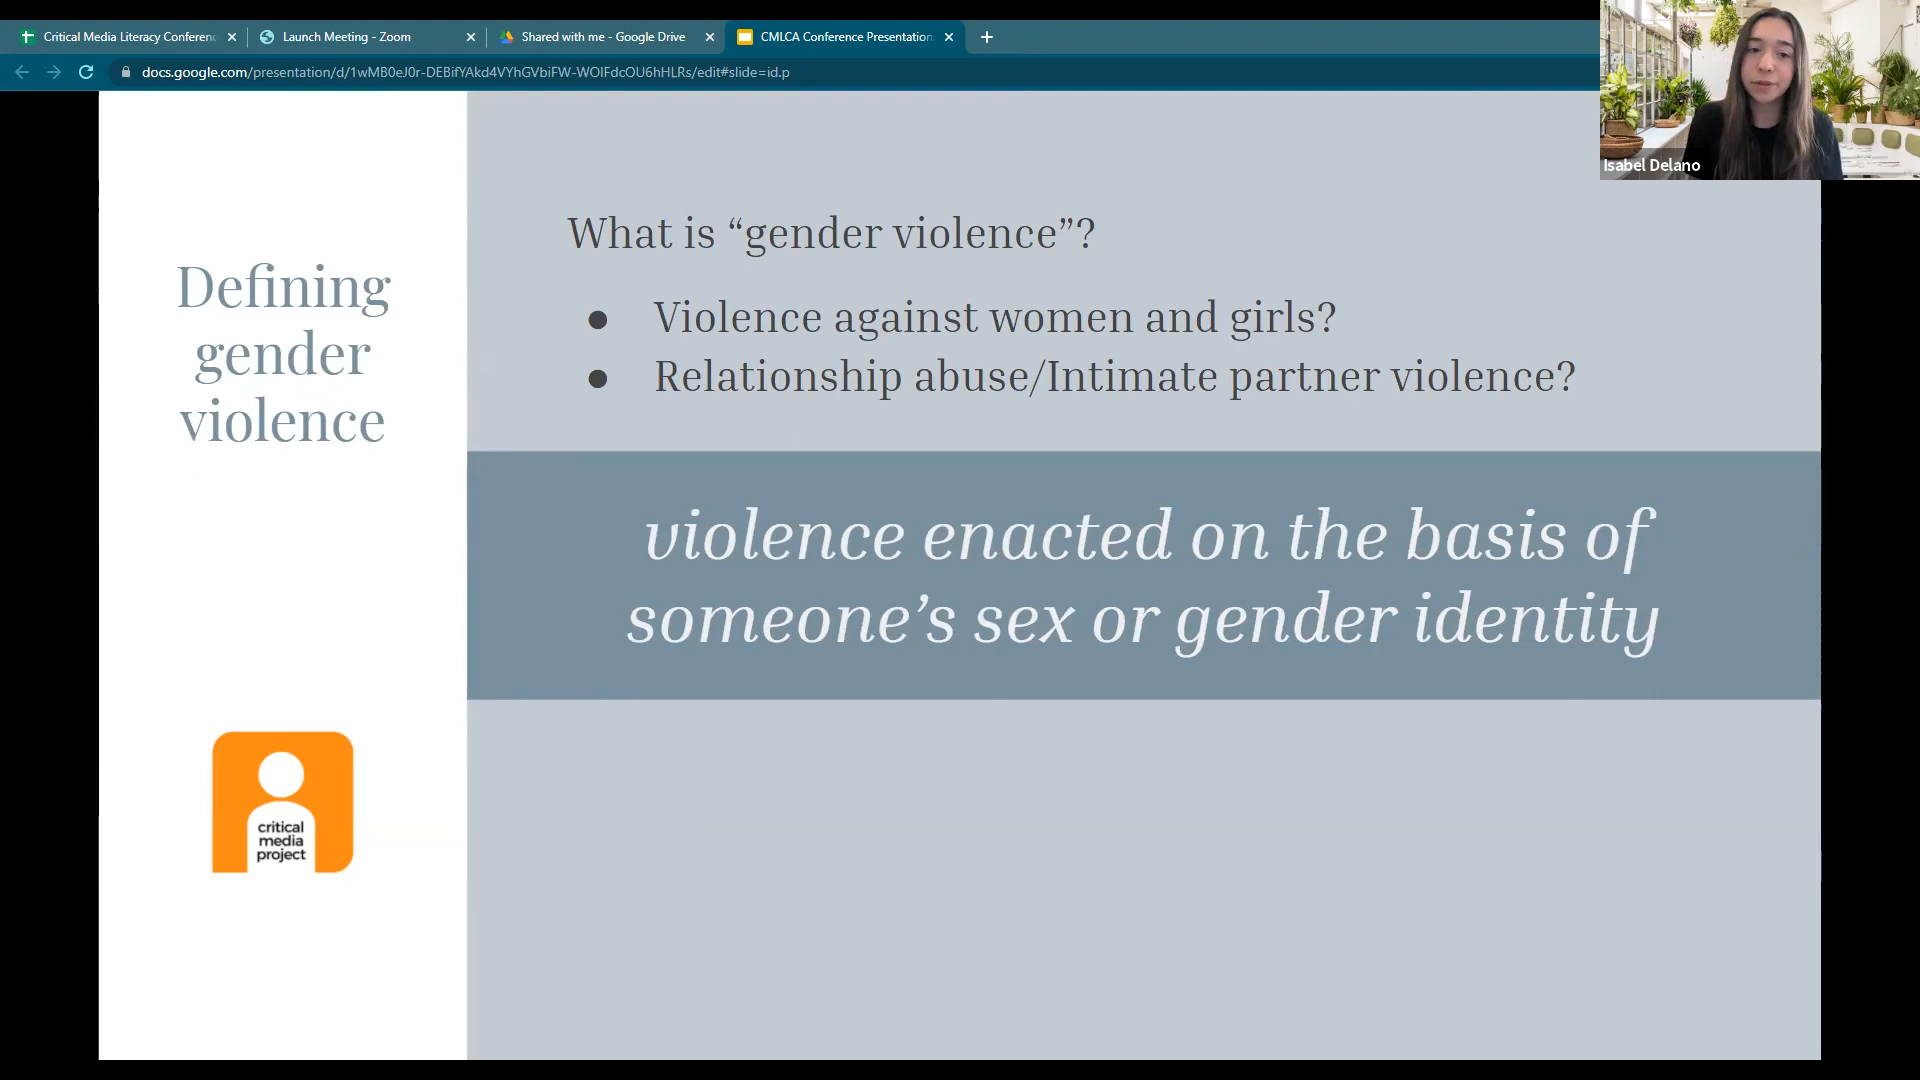 Critical Media Literacy Conferenc
Launch Meeting - Zoom
Shared with me - Google Drive
CMLCA Conference Presentation
docs.google.com/presentation/d/1wMB0eJ0r-DEBifYAkd4VYhGVbiFW-WOlFdcOU6hHLRs/edit#slide=id.p
Isabel Delano
Defining
gender
violence
What is “gender violence”?
● Violence against women and girls?
● Relationship abuse/Intimate partner violence?
violence enacted on the basis of
someone’s sex or gender identity
critical
media
project